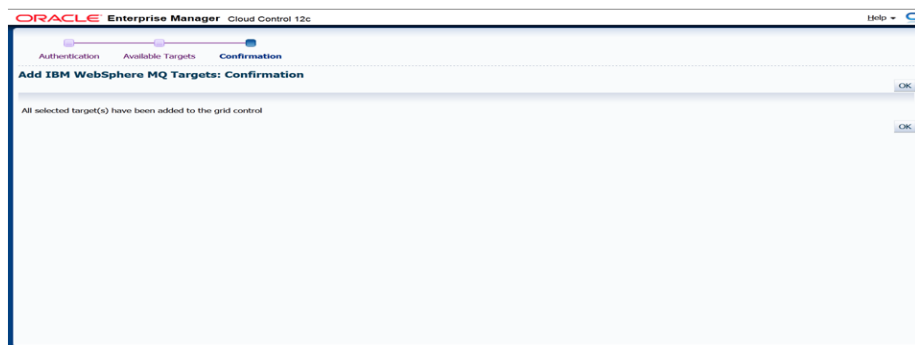 ORACLE Enterprise Manager Cloud Control 12c
Help
Authentication Available Targets Confirmation
Add IBM WebSphere MQ Targets: Confirmation
OK
All selected target(s) have been added to the grid control
OK